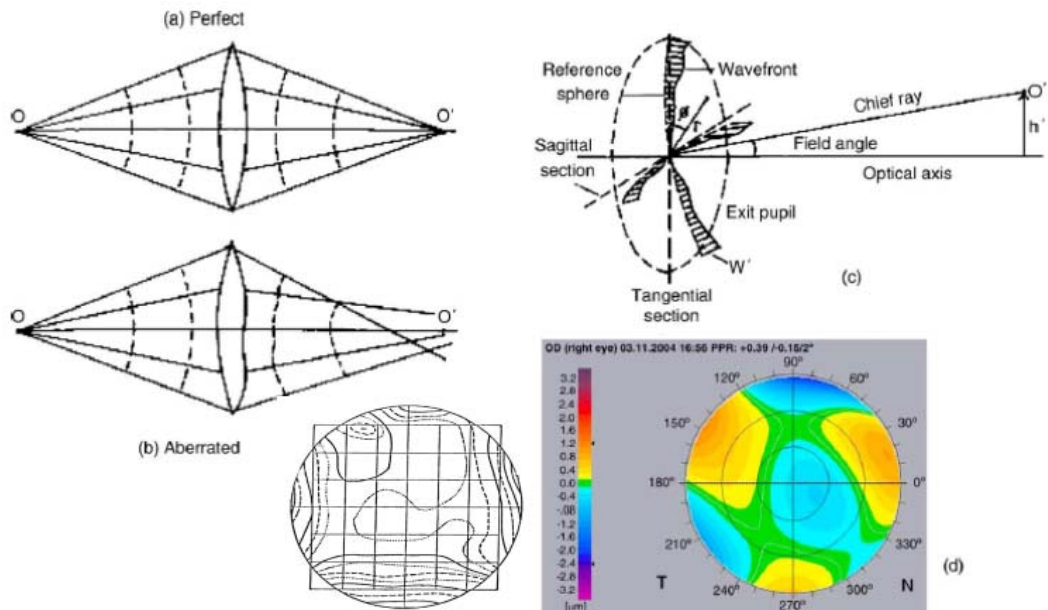 (a) Perfect
O
O'
O
O'
(b) Aberrated
Reference
sphere
Wavefront
ø
r
Chief ray
O'
h'
Sagittal
section
Field angle
Optical axis
Exit pupil
W'
Tangential
section
(c)
OD (right eye) 03.11.2004 16:56 PPR: +0.39 /-0.15/2°
3.2
2.8
2.4
2.0
1.6
1.2
0.8
0.4
-0.0
-0.4
-.08
-1.2
-1.6
-2.0
-2.4
-2.8
-3.2
[um]
90°
120°
60°
150°
30°
180°
0°
210°
330°
240°
300°
270°
T
N
(d)